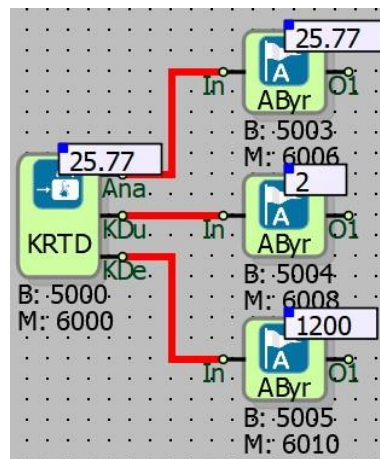 25.77
A
In
O1
AByr
B: 5003
M: 6006
25.77
Ana.
KRTD
KDu
KDe
B: 5000
M: 6000
2
In
O1
AByr
B: 5004
M: 6008
1200
A
In
O1
AByr
B: 5005
M: 6010